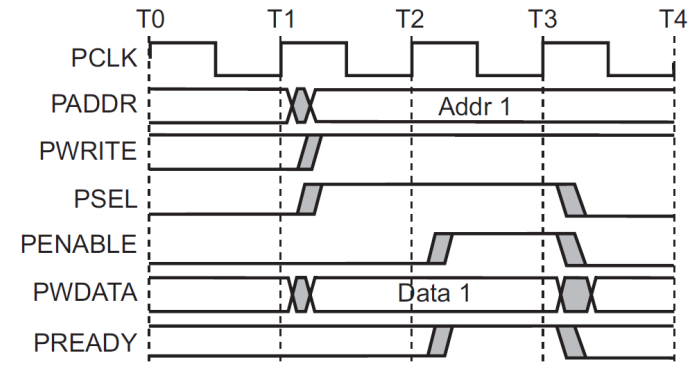 T0 T1 T2 T3 T4
PCLK
PADDR Addr 1
PWRITE
PSEL
PENABLE
PWDATA Data 1
PREADY